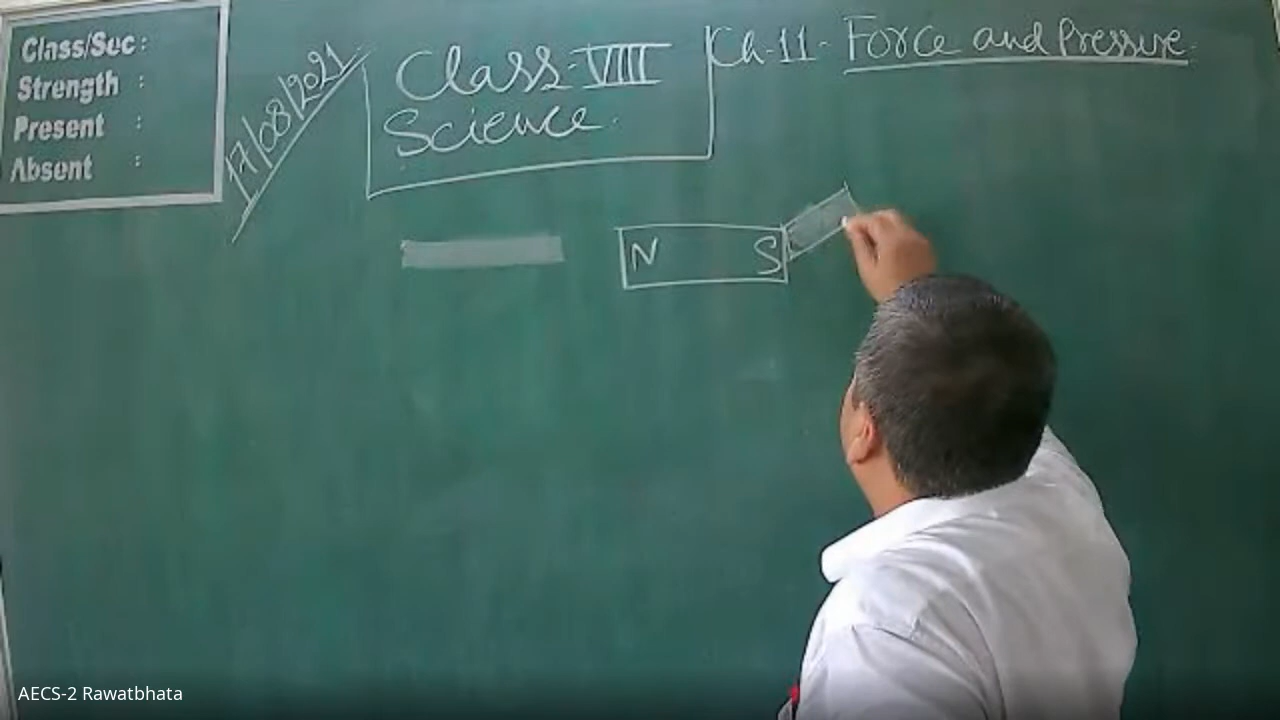 Class/Sec :
Strength :
Present :
Absent :
17/08/2021
Class-VIII
Science.
Ch-11- Force and Pressure.
N S
AECS-2 Rawatbhata